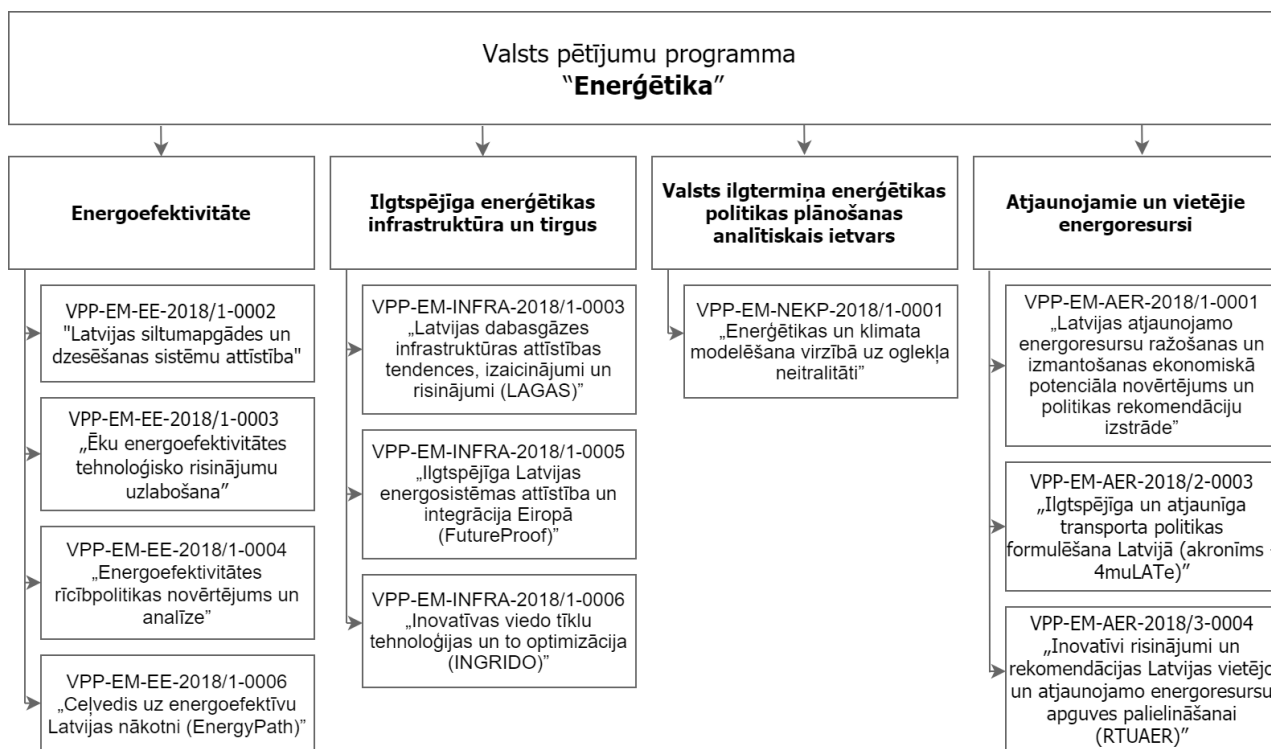 Valsts pētījumu programma
“Enerģētika”
Energoefektivitāte
VPP-EM-EE-2018/1-0002
"Latvijas siltumapgādes un
dzesēšanas sistēmu attīstība"
VPP-EM-EE-2018/1-0003
„Ēku energoefektivitātes
tehnoloģisko risinājumu
uzlabošana”
VPP-EM-EE-2018/1-0004
„Energoefektivitātes
rīcībpolitikas novērtējums un
analīze”
VPP-EM-EE-2018/1-0006
„Ceļvedis uz energoefektīvu
Latvijas nākotni (EnergyPath)”
Ilgtspējīga enerģētikas
infrastruktūra un tirgus
VPP-EM-INFRA-2018/1-0003
„Latvijas dabasgāzes
infrastruktūras attīstības
tendences, izaicinājumi un
risinājumi (LAGAS)”
VPP-EM-INFRA-2018/1-0005
„Ilgtspējīga Latvijas
energosistēmas attīstība un
integrācija Eiropā
(FutureProof)”
VPP-EM-INFRA-2018/1-0006
„Inovatīvas viedo tīklu
tehnoloģijas un to optimizācija
(INGRIDO)”
Valsts ilgtermiņa enerģētikas
politikas plānošanas
analītiskais ietvars
VPP-EM-NEKP-2018/1-0001
„Enerģētikas un klimata
modelēšana virzībā uz oglekļa
neitralitāti”
Atjaunojamie un vietējie
energoresursi
VPP-EM-AER-2018/1-0001
„Latvijas atjaunojamo
energoresursu ražošanas un
izmantošanas ekonomiskā
potenciāla novērtējums un
politikas rekomendāciju
izstrāde”
VPP-EM-AER-2018/2-0003
„Ilgtspējīga un atjaunīga
transporta politikas
formulēšana Latvijā (akronīms -
4muLATe)”
VPP-EM-AER-2018/3-0004
„Inovatīvi risinājumi un
rekomendācijas Latvijas vietējo
un atjaunojamo energoresursu
apguves palielināšanai
(RTUAER)”